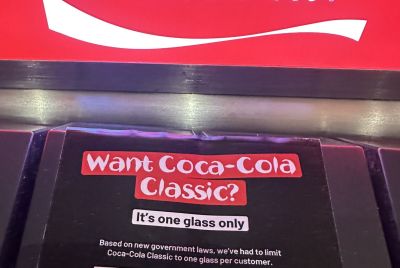 Want Coca-Cola
Classic?
It's one glass only
Based on new government laws, we've had to limit
Coca-Cola Classic to one glass per customer.